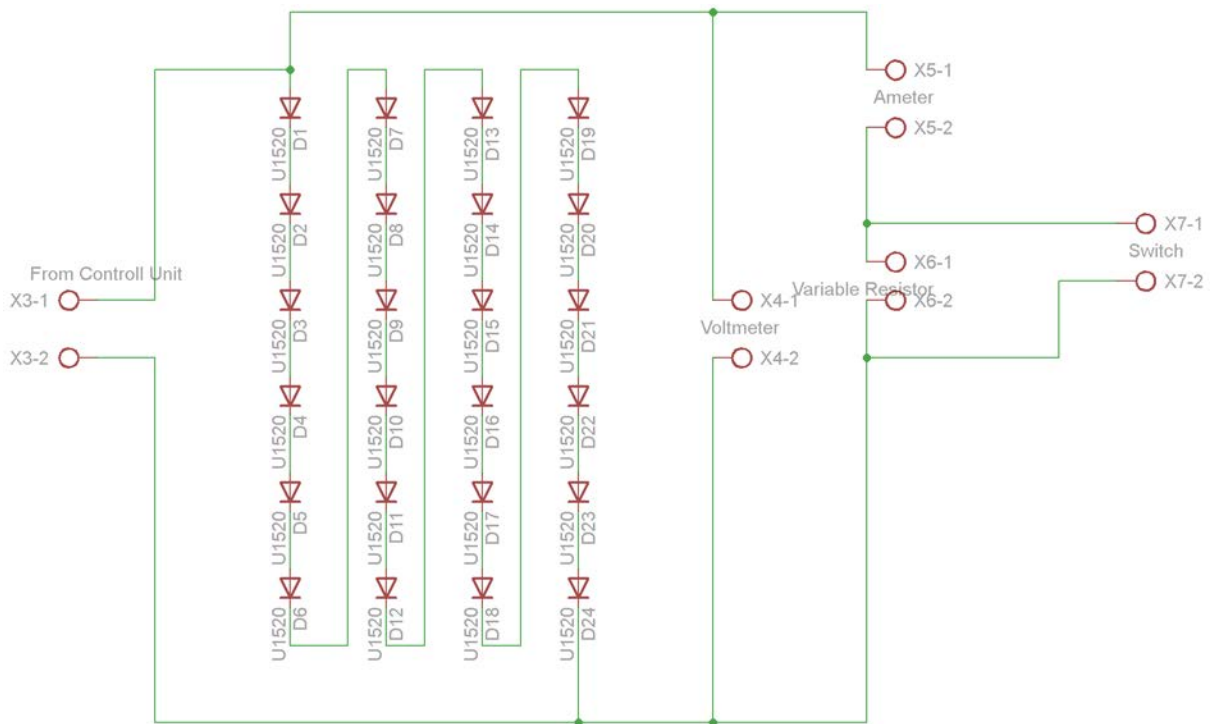 X5-1
Ameter
X5-2
X7-1
Switch
X7-2
X6-1
Variable Resistor
X6-2
From Controll Unit
X3-1
X3-2
X4-1
Voltmeter
X4-2
U1520 D1
U1520 D2
U1520 D3
U1520 D4
U1520 D5
U1520 D6
U1520 D7
U1520 D8
U1520 D9
U1520 D10
U1520 D11
U1520 D12
U1520 D13
U1520 D14
U1520 D15
U1520 D16
U1520 D17
U1520 D18
U1520 D19
U1520 D20
U1520 D21
U1520 D22
U1520 D23
U1520 D24